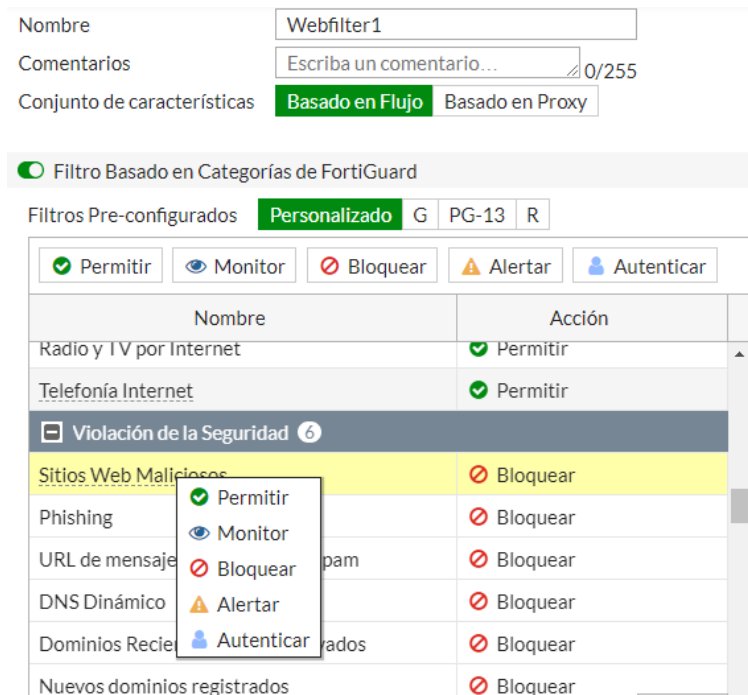 Nombre Webfilter1
Comentarios Escriba un comentario... 0/255
Conjunto de características Basado en Flujo Basado en Proxy
Filtro Basado en Categorías de FortiGuard
Filtros Pre-configurados Personalizado G PG-13 R
Permitir Monitor Bloquear Alertar Autenticar
Nombre Acción
Radio y TV por Internet Permitir
Telefonía Internet Permitir
Violación de la Seguridad 6
Sitios Web Maliciosos Bloquear
Permitir
Phishing Bloquear
Monitor
URL de mensaje pam Bloquear
Bloquear
DNS Dinámico Bloquear
Alertar
Dominios Recie vados Bloquear
Autenticar
Nuevos dominios registrados Bloquear